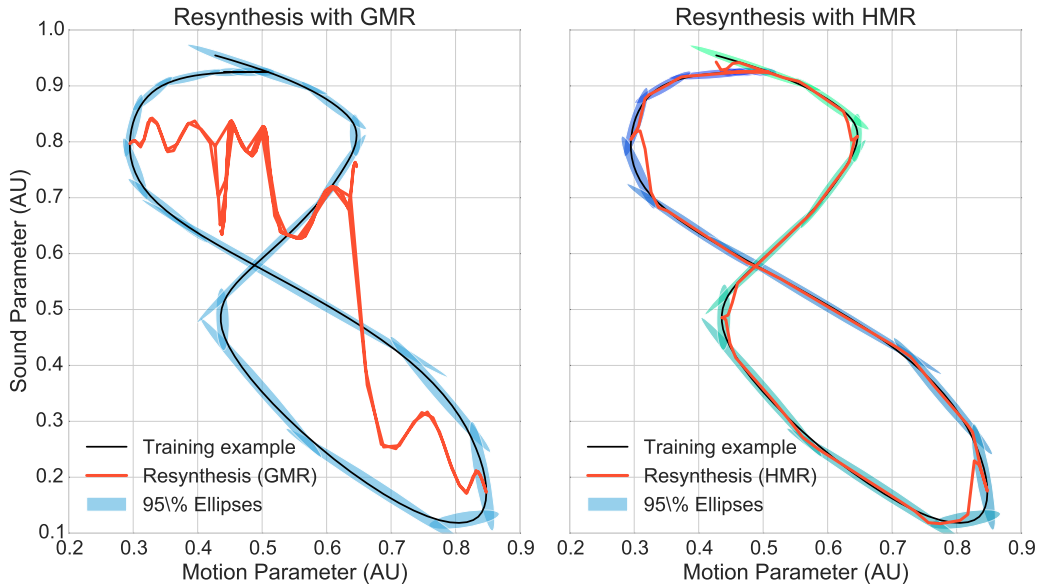 Resynthesis with GMR
Resynthesis with HMR
Sound Parameter (AU)
1.0
0.9
0.8
0.7
0.6
0.5
0.4
0.3
0.2
0.1
Training example
Resynthesis (GMR)
95\% Ellipses
Training example
Resynthesis (HMR)
95\% Ellipses
0.2 0.3 0.4 0.5 0.6 0.7 0.8 0.9
0.2 0.3 0.4 0.5 0.6 0.7 0.8 0.9
Motion Parameter (AU)
Motion Parameter (AU)